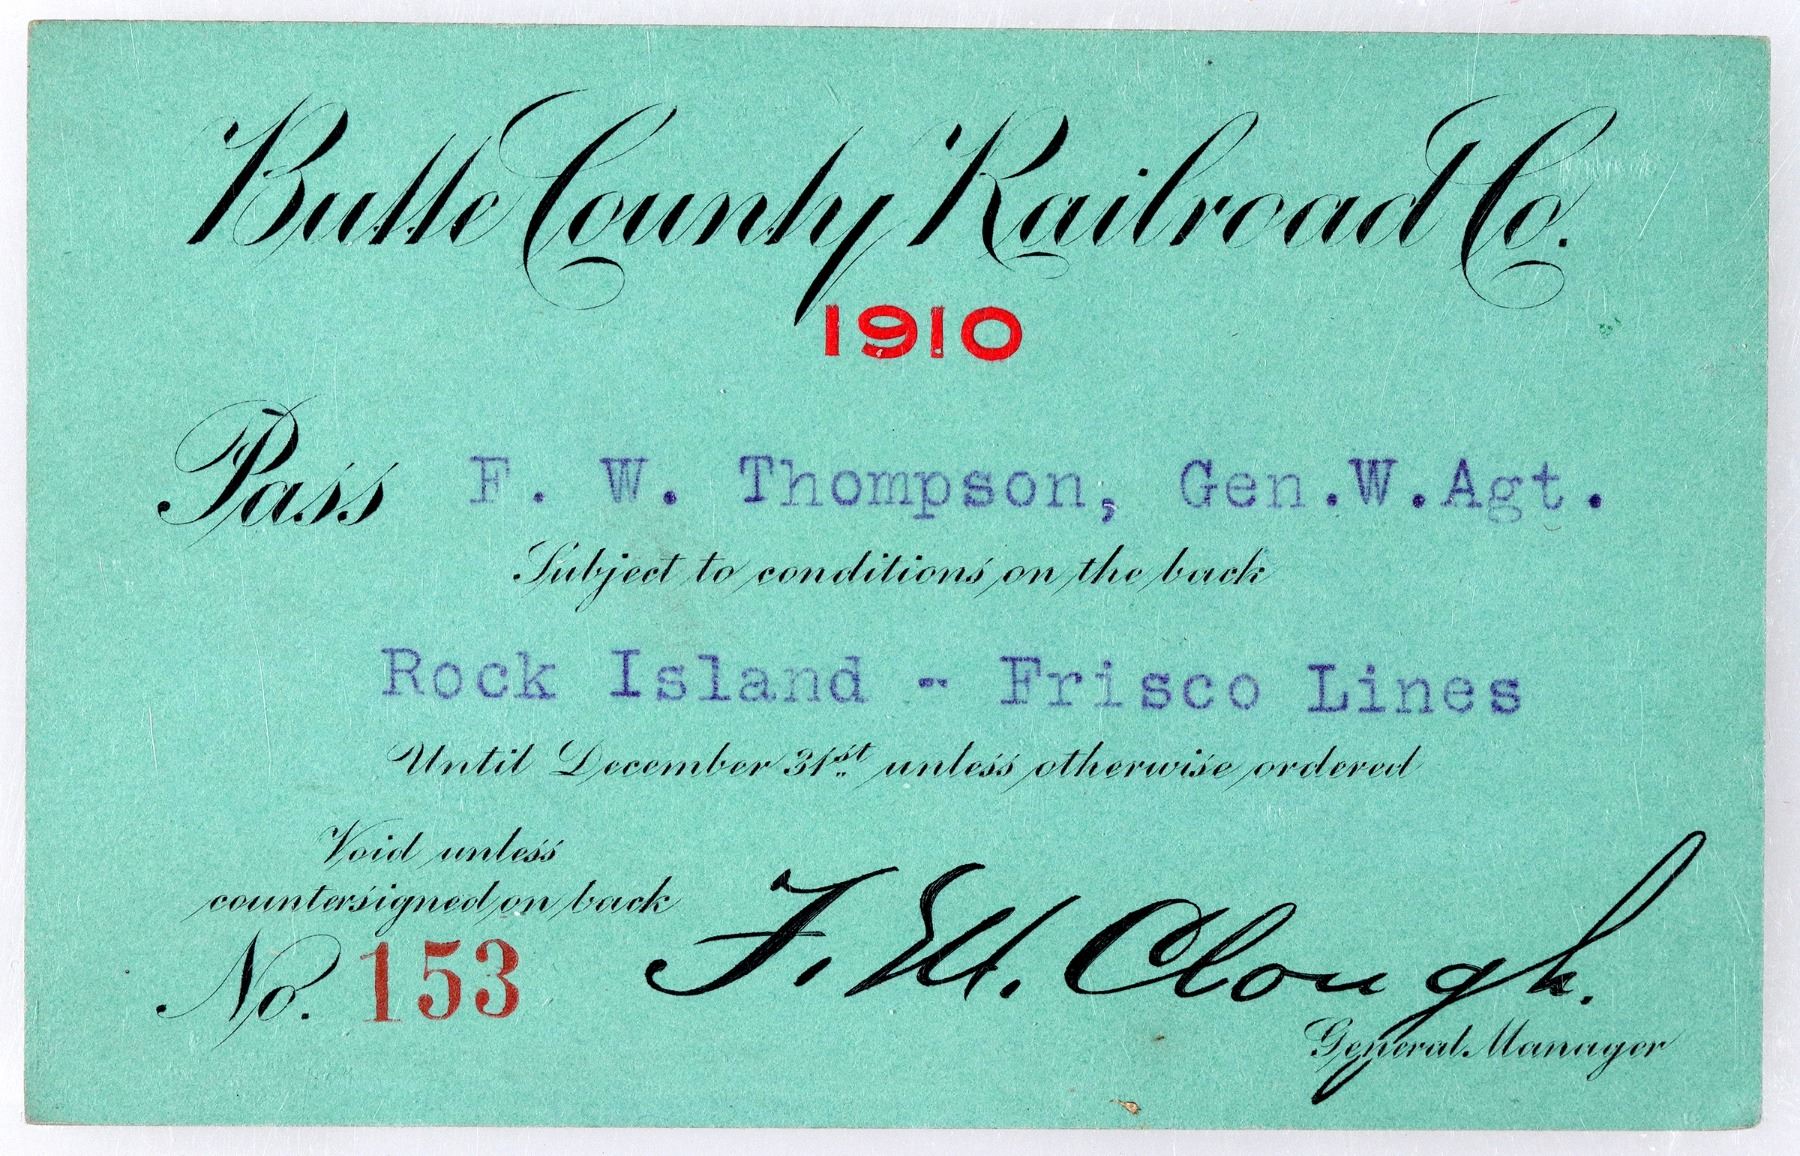 Butte County Railroad Co.
1910
Pass F. W. Thompson, Gen.W.Agt.
Subject to conditions on the back
Rock Island - Frisco Lines
Until December 31st unless otherwise ordered
Void unless
countersigned on back
No. 153
Clough.
General Manager